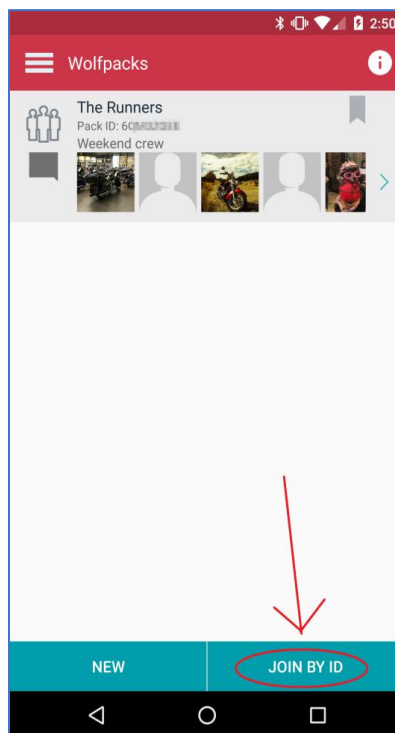 2:50
Wolfpacks
The Runners
Pack ID:
Weekend crew
NEW
JOIN BY ID